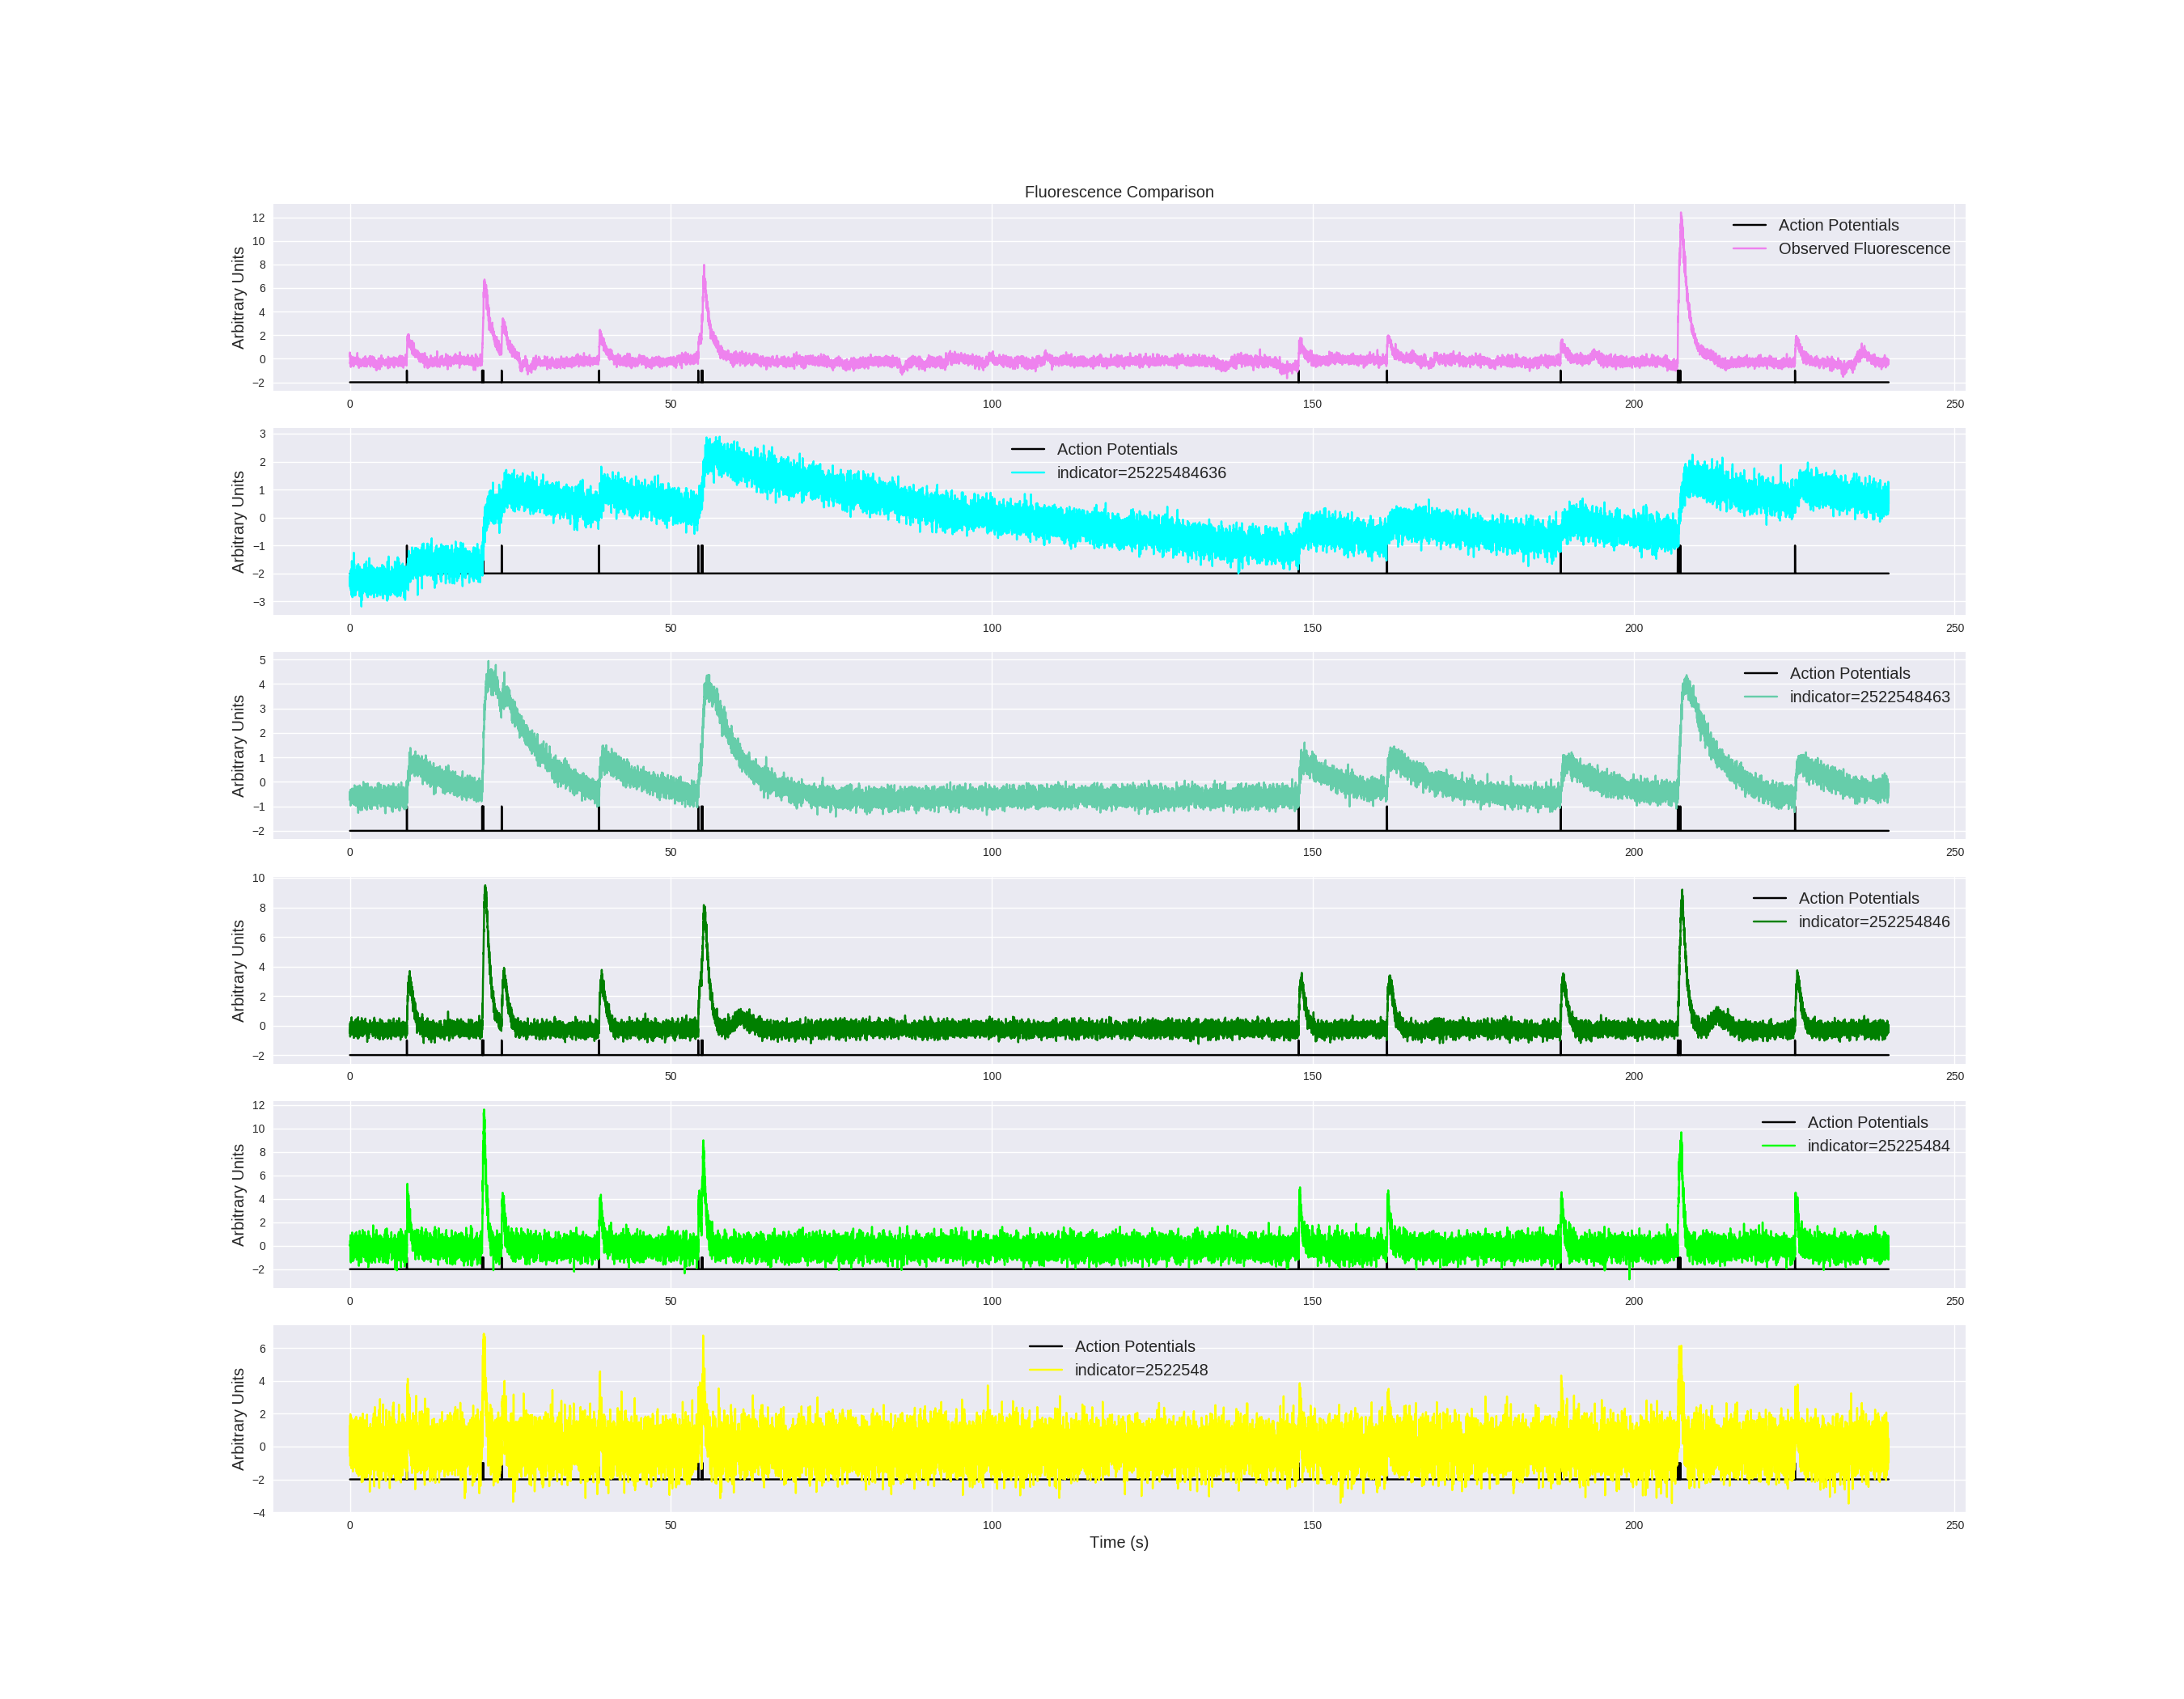 Fluorescence Comparison
12
10
8
6
4
2
0
−2
Arbitrary Units
Action Potentials
Observed Fluorescence
0 50 100 150 200 250
3
2
1
0
−1
−2
−3
Arbitrary Units
Action Potentials
indicator=25225484636
0 50 100 150 200 250
5
4
3
2
1
0
−1
−2
Arbitrary Units
Action Potentials
indicator=2522548463
0 50 100 150 200 250
10
8
6
4
2
0
−2
Arbitrary Units
Action Potentials
indicator=252254846
0 50 100 150 200 250
12
10
8
6
4
2
0
−2
Arbitrary Units
Action Potentials
indicator=25225484
0 50 100 150 200 250
6
4
2
0
−2
−4
Arbitrary Units
Action Potentials
indicator=2522548
0 50 100 150 200 250
Time (s)